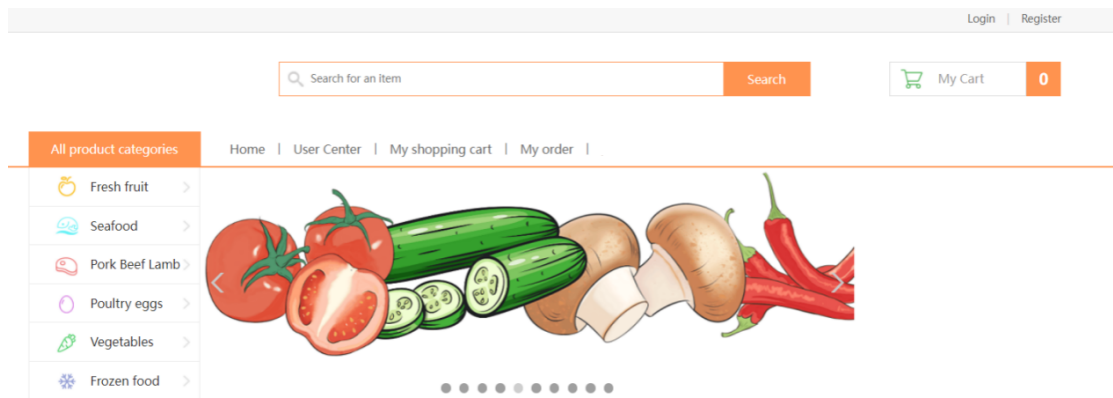 Login | Register
Search for an item
Search
My Cart
0
All product categories
Home | User Center | My shopping cart | My order |
Fresh fruit
Seafood
Pork Beef Lamb
Poultry eggs
Vegetables
Frozen food